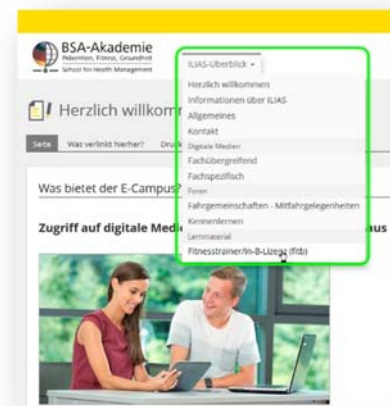 BSA-Akademie
Prävention, Fitness, Gesundheit
School for Health Management
ILIAS-Überblick
Herzlich willkommen
Informationen über ILIAS
Allgemeines
Kontakt
Digitale Medien
Fachübergreifend
Fachspezifisch
Foren
Fahrgemeinschaften - Mitfahrgelegenheiten
Kennenlernen
Lernmaterial
Fitnesstrainer/in-B-Lizenz (fitb)
Herzlich willkom
Seite Was verlinkt hierher? Druc
Was bietet der E-Campus?
Zugriff auf digitale Medi aus